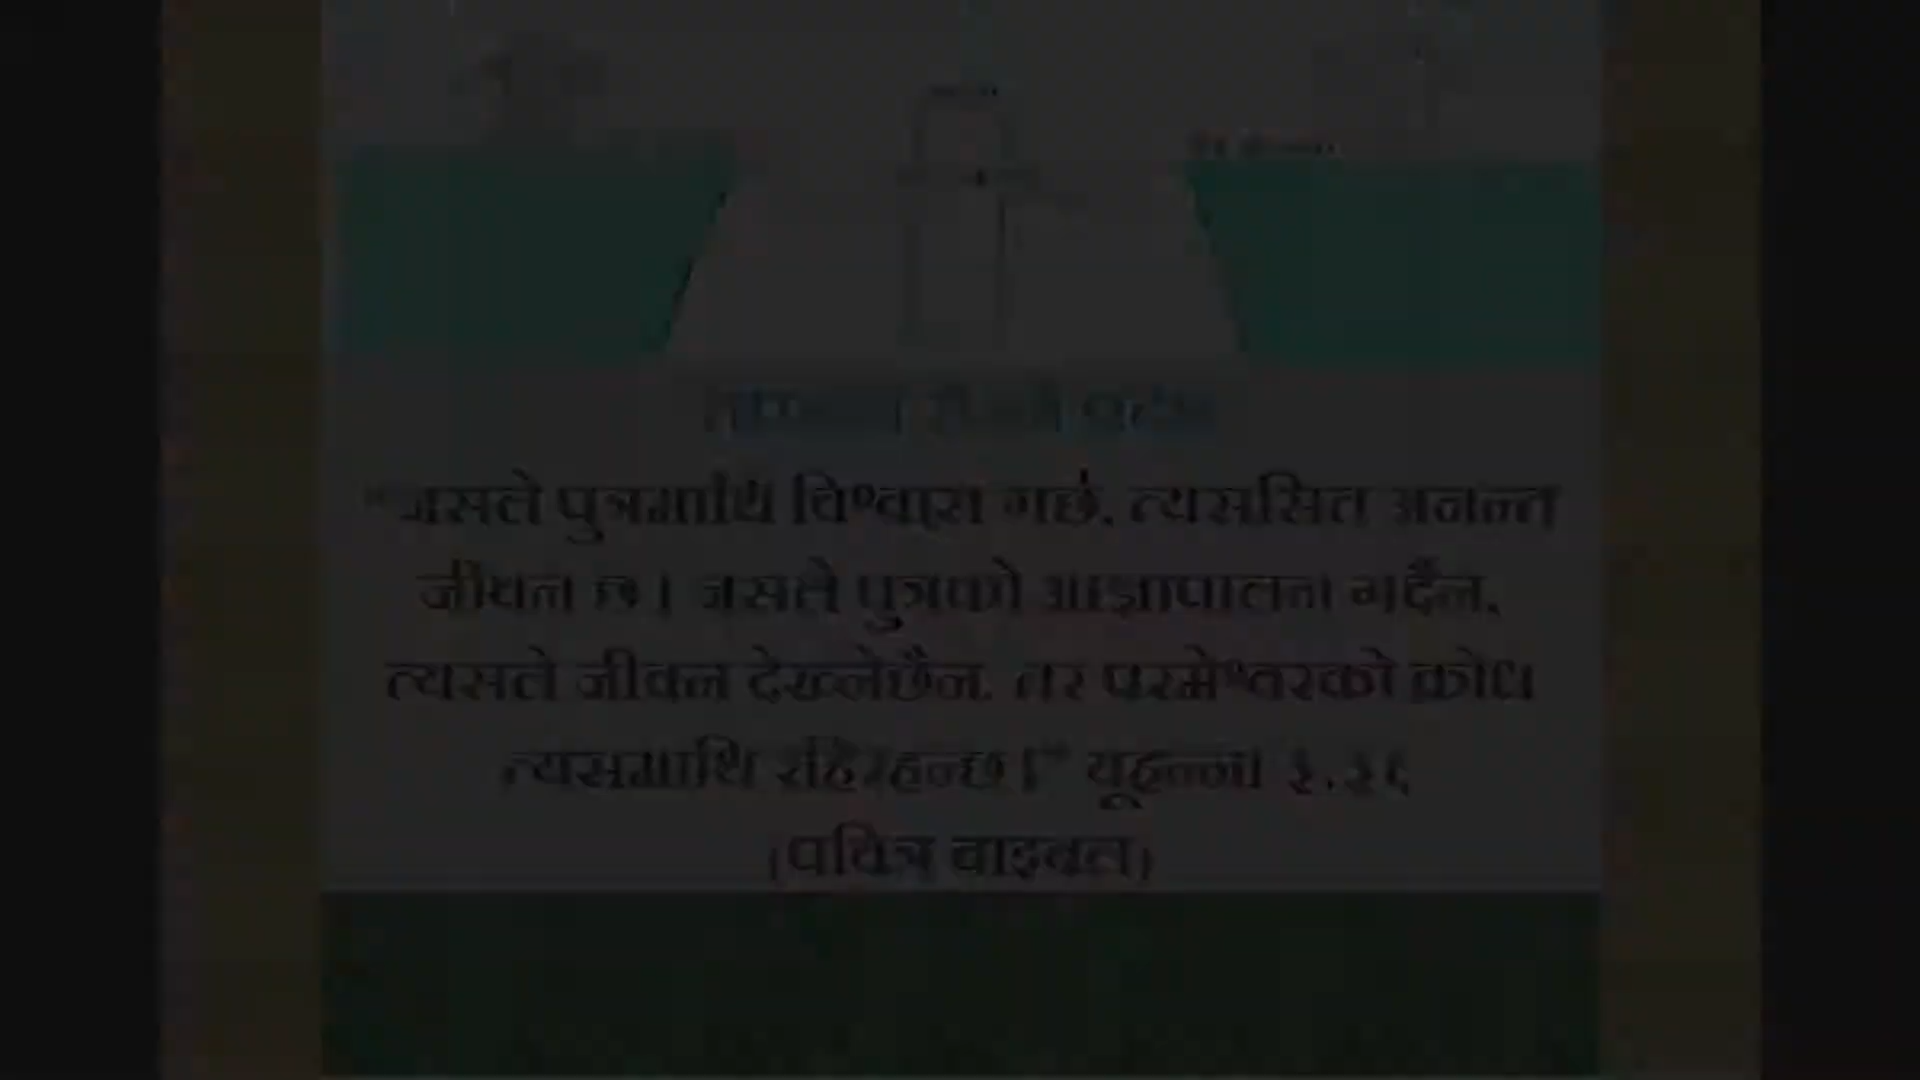 "जसले पुत्रमाथि विश्वास गर्छ, त्यससित अनन्त
जीवन छ। जसले पुत्रको आज्ञापालन गर्दैन,
त्यसले जीवन देख्नेछैन, तर परमेश्वरको क्रोध
त्यसमाथि रहिरहन्छ।" यूहन्ना ३.३६
(पवित्र बाइबल)